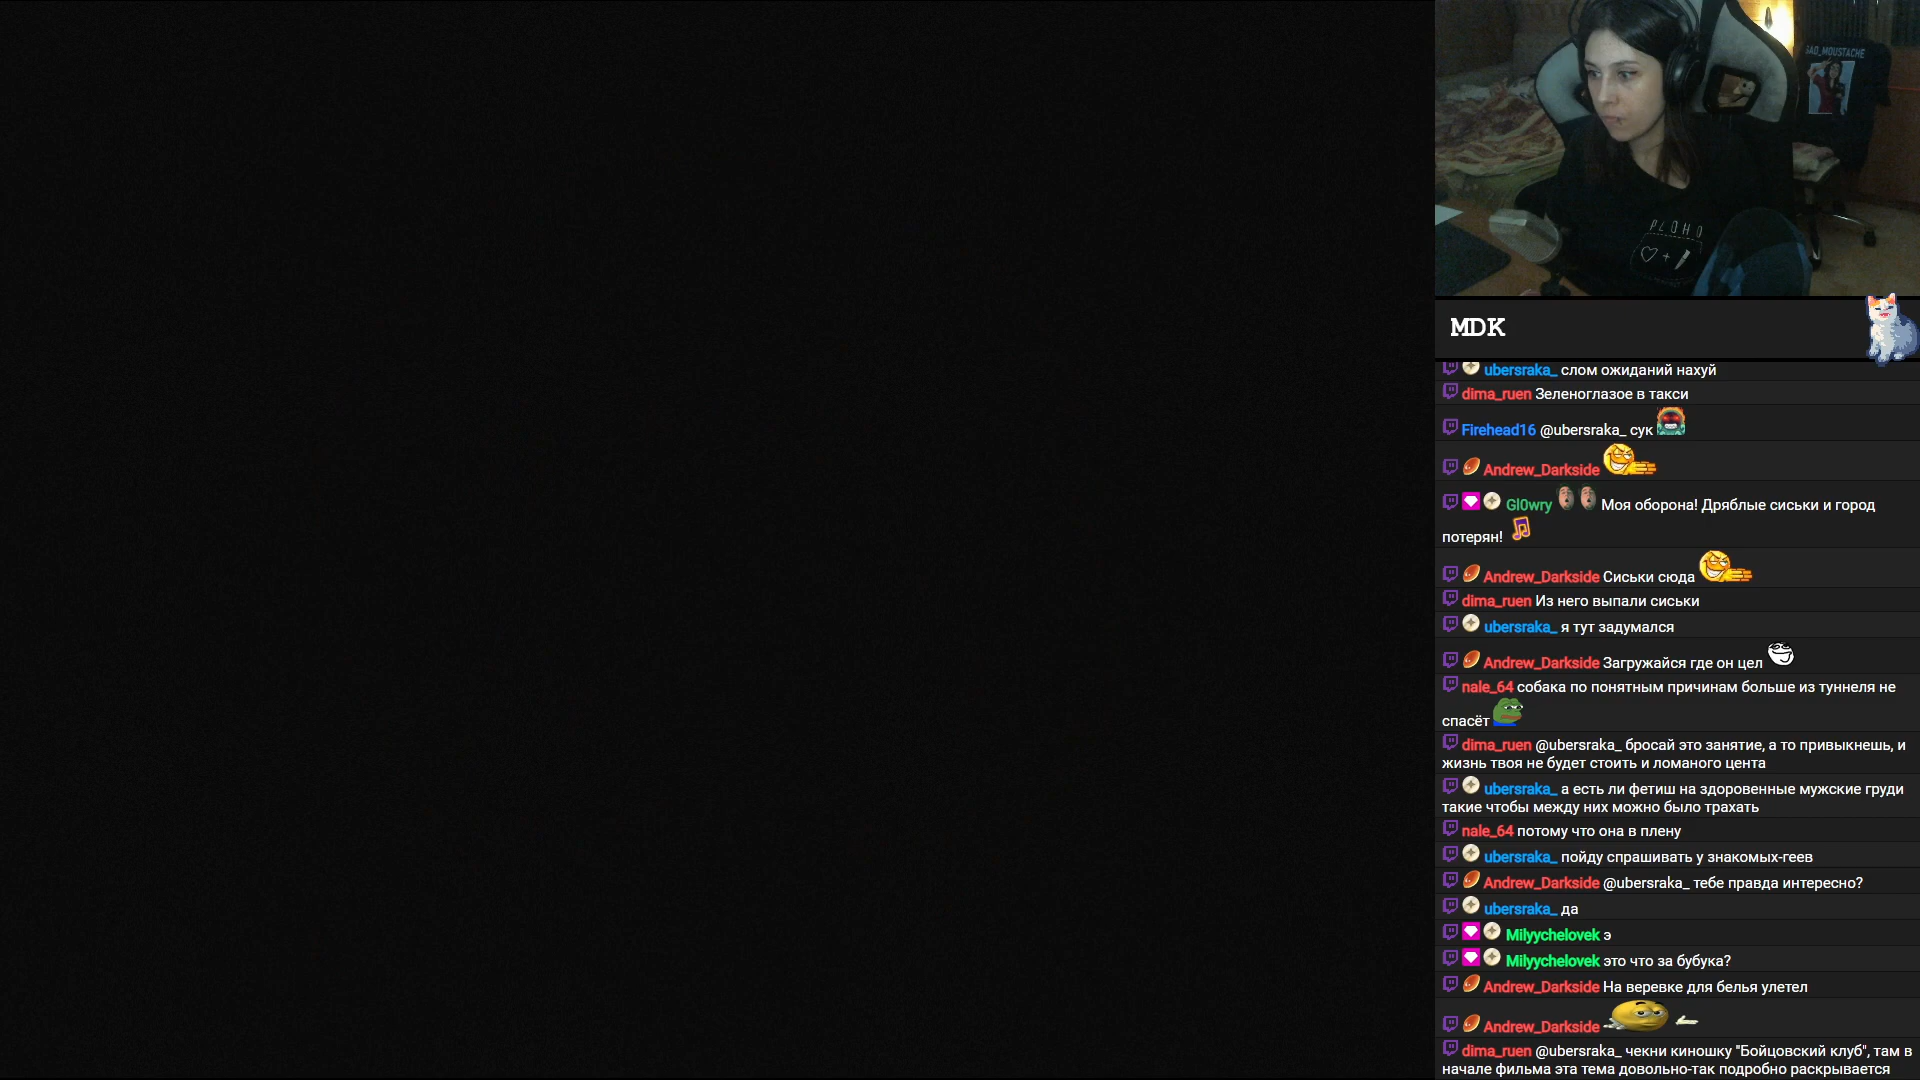 BAD_MOUSTACHE
PLOHO
MDK
ubersraka_ слом ожиданий нахуй
dima_ruen Зеленоглазое в такси
Firehead16 @ubersraka_ сук
Andrew_Darkside
Gl0wry Моя оборона! Дряблые сиськи и город
потерян!
Andrew_Darkside Сиськи сюда
dima_ruen Из него выпали сиськи
ubersraka_ я тут задумался
Andrew_Darkside Загружайся где он цел
nale_64 собака по понятным причинам больше из туннеля не
спасёт
dima_ruen @ubersraka_ бросай это занятие, а то привыкнешь, и
жизнь твоя не будет стоить и ломаного цента
ubersraka_ а есть ли фетиш на здоровенные мужские груди
такие чтобы между них можно было трахать
nale_64 потому что она в плену
ubersraka_ пойду спрашивать у знакомых-геев
Andrew_Darkside @ubersraka_ тебе правда интересно?
ubersraka_ да
Milyychelovek э
Milyychelovek это что за бубука?
Andrew_Darkside На веревке для белья улетел
Andrew_Darkside
dima_ruen @ubersraka_ чекни киношку "Бойцовский клуб", там в
начале фильма эта тема довольно-так подробно раскрывается